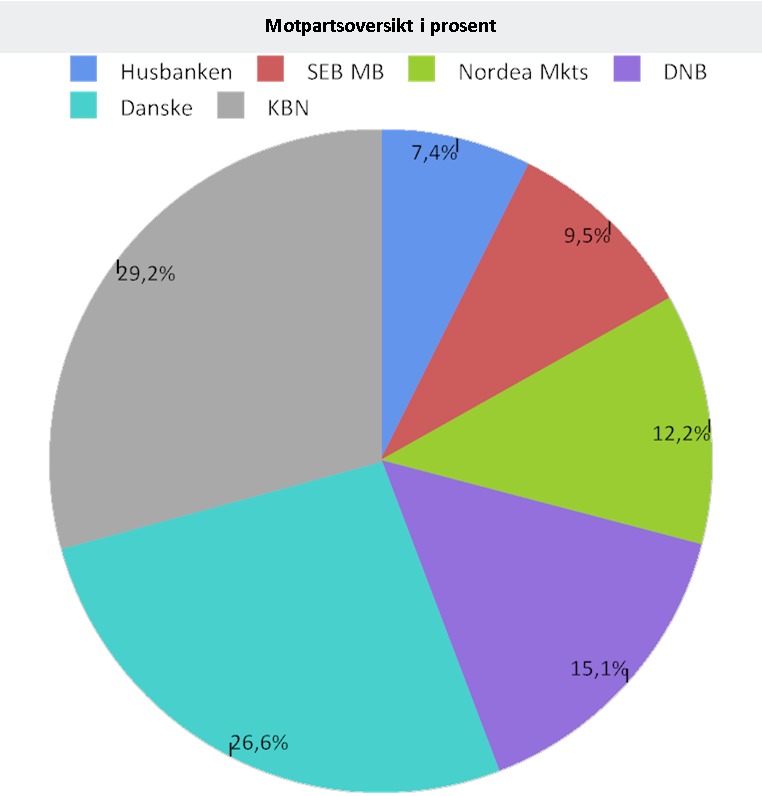 Motpartsoversikt i prosent
Husbanken SEB MB Nordea Mkts DNB
Danske KBN
7,4%
9,5%
29,2%
12,2%
15,1%
26,6%